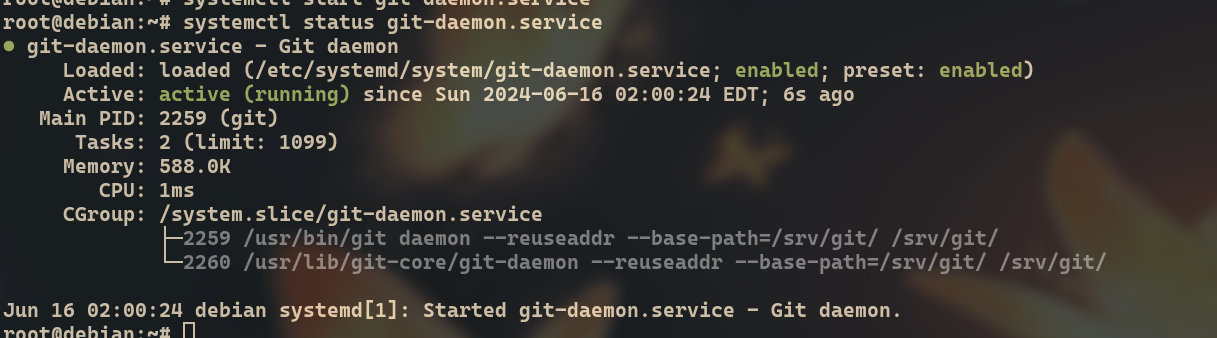 root@debian:~# systemctl start git-daemon.service
root@debian:~# systemctl status git-daemon.service
● git-daemon.service - Git daemon
     Loaded: loaded (/etc/systemd/system/git-daemon.service; enabled; preset: enabled)
     Active: active (running) since Sun 2024-06-16 02:00:24 EDT; 6s ago
   Main PID: 2259 (git)
      Tasks: 2 (limit: 1099)
     Memory: 588.0K
        CPU: 1ms
     CGroup: /system.slice/git-daemon.service
             ├─2259 /usr/bin/git daemon --reuseaddr --base-path=/srv/git/ /srv/git/
             └─2260 /usr/lib/git-core/git-daemon --reuseaddr --base-path=/srv/git/ /srv/git/

Jun 16 02:00:24 debian systemd[1]: Started git-daemon.service - Git daemon.
root@debian:~#